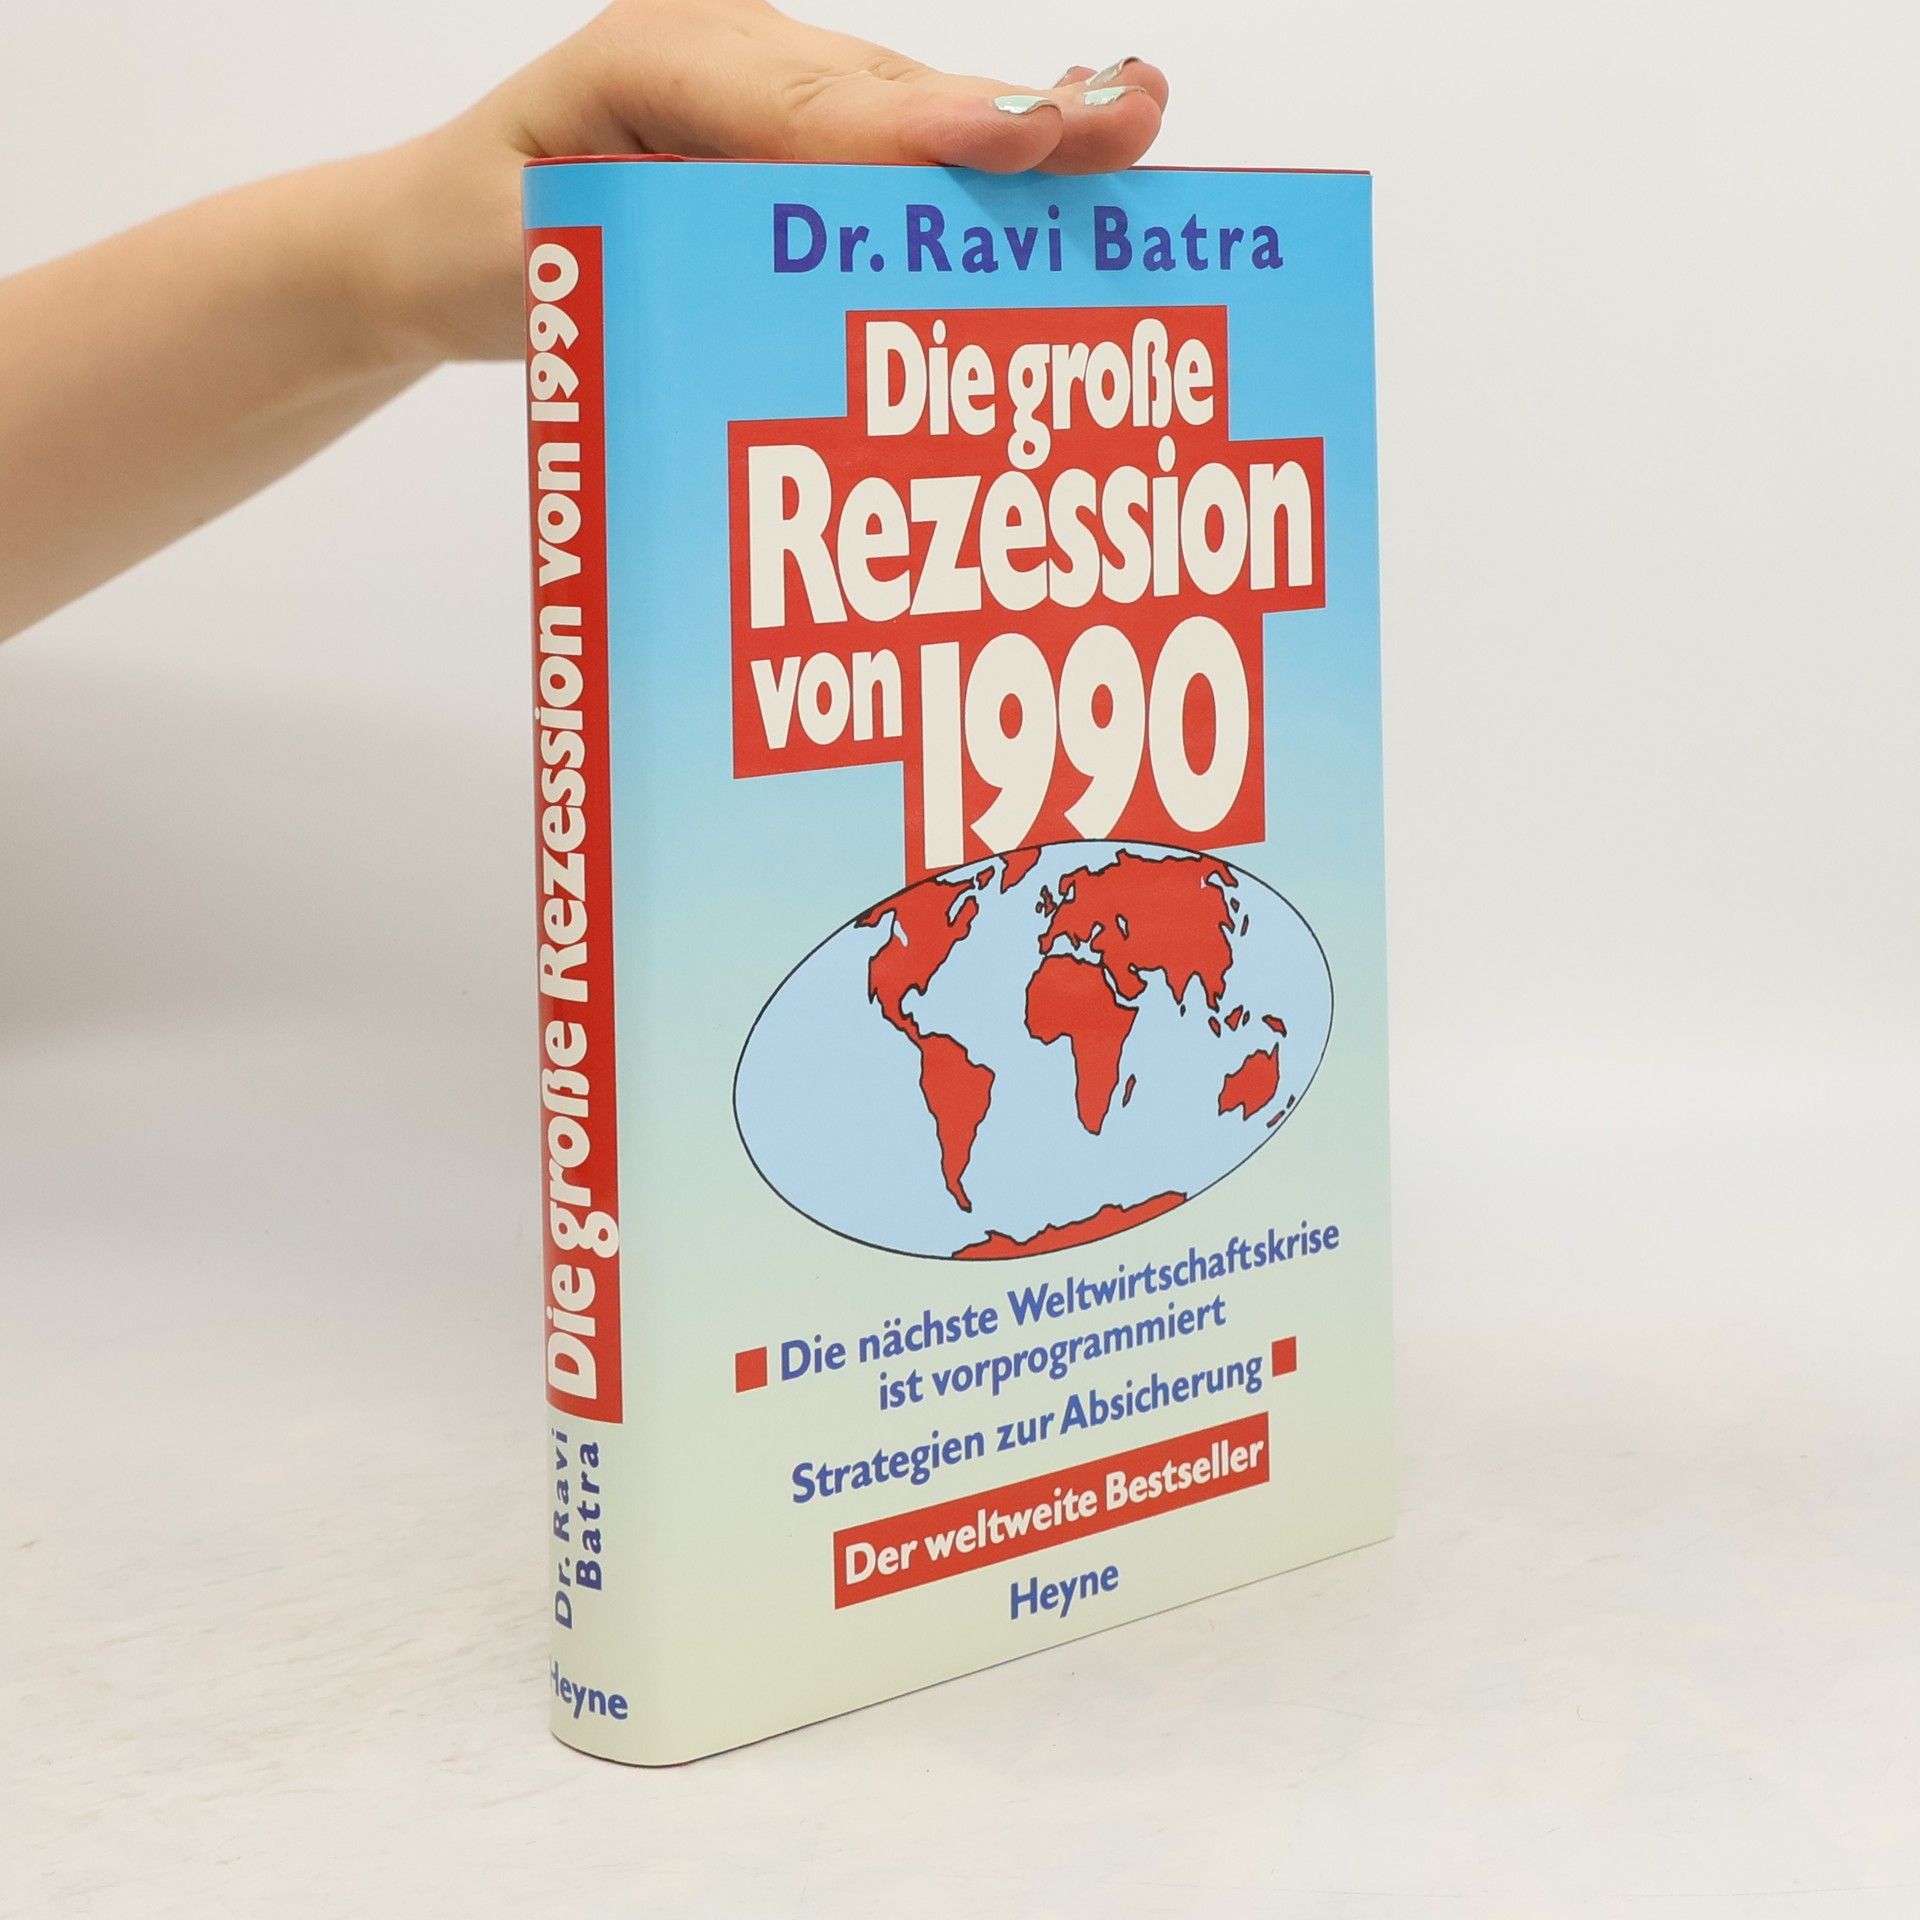 Dr. Ravi Batra
Die große
Rezession
von 1990
Die nächste Weltwirtschaftskrise
ist vorprogrammiert
Strategien zur Absicherung
Der weltweite Bestseller
Heyne
Die große Rezession von 1990
Dr. Ravi
Batra
Heyne